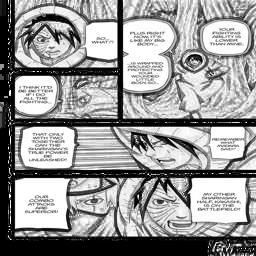 SO...
WHAT?!
PLUS RIGHT
NOW, IT'S
LIKE MY BIG
BODY...
YOUR
FIGHTING
ABILITY IS
LOWER
THAN MINE.
...IS WRAPPED
AROUND AND
PROTECTING
YOUR
WOUNDED
LITTLE
BODY, SO...
I THINK IT'D
BE BETTER
IF I DO
ALL THE
FIGHTING...
THAT ONLY
WITH TWO
TOGETHER
CAN THE
SHARINGAN'S
TRUE POWER
BE
UNLEASHED!
REMEMBER
WHAT
MADARA
SAID?
OUR
COMBO
ATTACKS
ARE
SUPERIOR!
MY OTHER
SHARINGAN
HALF, KAKASHI,
IS ON THE
BATTLEFIELD!